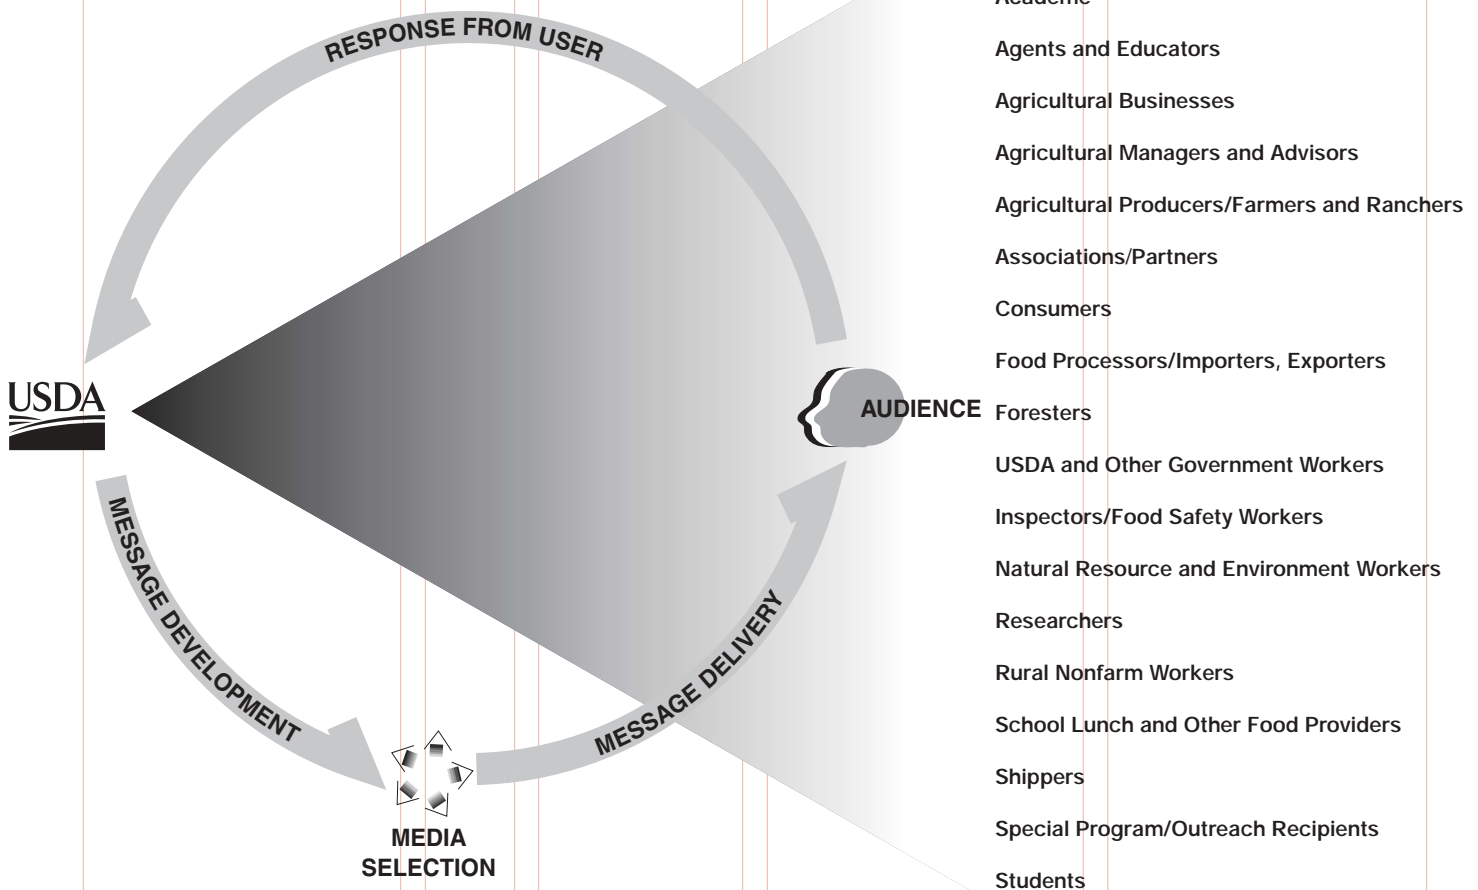 RESPONSE FROM USER
USDA
AUDIENCE
MESSAGE DEVELOPMENT
MESSAGE DELIVERY
MEDIA
SELECTION
Academe
Agents and Educators
Agricultural Businesses
Agricultural Managers and Advisors
Agricultural Producers/Farmers and Ranchers
Associations/Partners
Consumers
Food Processors/Importers, Exporters
Foresters
USDA and Other Government Workers
Inspectors/Food Safety Workers
Natural Resource and Environment Workers
Researchers
Rural Nonfarm Workers
School Lunch and Other Food Providers
Shippers
Special Program/Outreach Recipients
Students